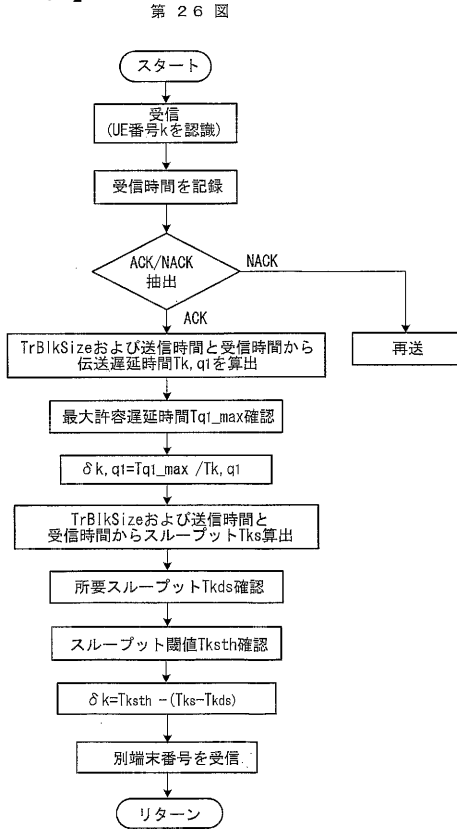 第 26 図
スタート
受信
(UE番号kを認識)
受信時間を記録
ACK/NACK
抽出
NACK
ACK
再送
TrBlkSizeおよび送信時間と受信時間から
伝送遅延時間Tk,q1を算出
最大許容遅延時間Tq1_max確認
δk,q1=Tq1_max /Tk,q1
TrBlkSizeおよび送信時間と
受信時間からスループットTks算出
所要スループットTkds確認
スループット閾値Tksth確認
δk=Tksth -(Tks-Tkds)
別端末番号を受信
リターン